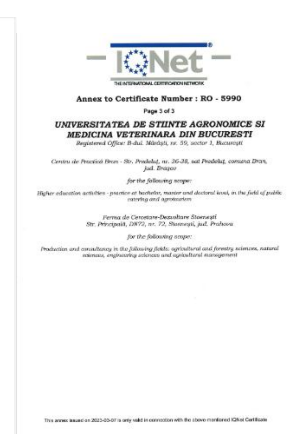 IQNet
THE INTERNATIONAL CERTIFICATION NETWORK
Annex to Certificate Number : RO - 5990
Page 3 of 3
UNIVERSITATEA DE STIINTE AGRONOMICE SI
MEDICINA VETERINARA DIN BUCURESTI
Registered Office: B-dul. Mărăști, nr. 59, sector 1, București
Centru de Practică Bran - Str. Predeluț, nr. 36-38, sat Predeluț, comuna Bran,
jud. Brașov
for the following scope:
Higher education activities - practice at bachelor, master and doctoral level, in the field of public
catering and agrotourism
Ferma de Cercetare-Dezvoltare Stoenești
Str. Principală, DN72, nr. 72, Stoenești, jud. Prahova
for the following scope:
Production and consultancy in the following fields: agricultural and forestry sciences, natural
sciences, engineering sciences and agricultural management
This annex issued on 2023-03-07 is only valid in connection with the above mentioned IQNet Certificate